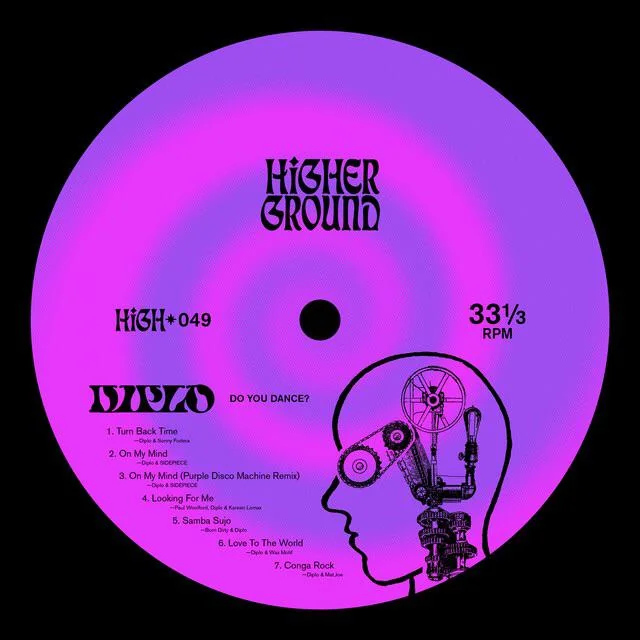 HiGHER
GROUND
HiGH✦049
33⅓
RPM
DIPLO
DO YOU DANCE?
1. Turn Back Time
—Diplo & Sonny Fodera
2. On My Mind
—Diplo & SIDEPIECE
3. On My Mind (Purple Disco Machine Remix)
—Diplo & SIDEPIECE
4. Looking For Me
—Paul Woolford, Diplo & Kareen Lomax
5. Samba Sujo
—Born Dirty & Diplo
6. Love To The World
—Diplo & Wax Motif
7. Conga Rock
—Diplo & MatJoe